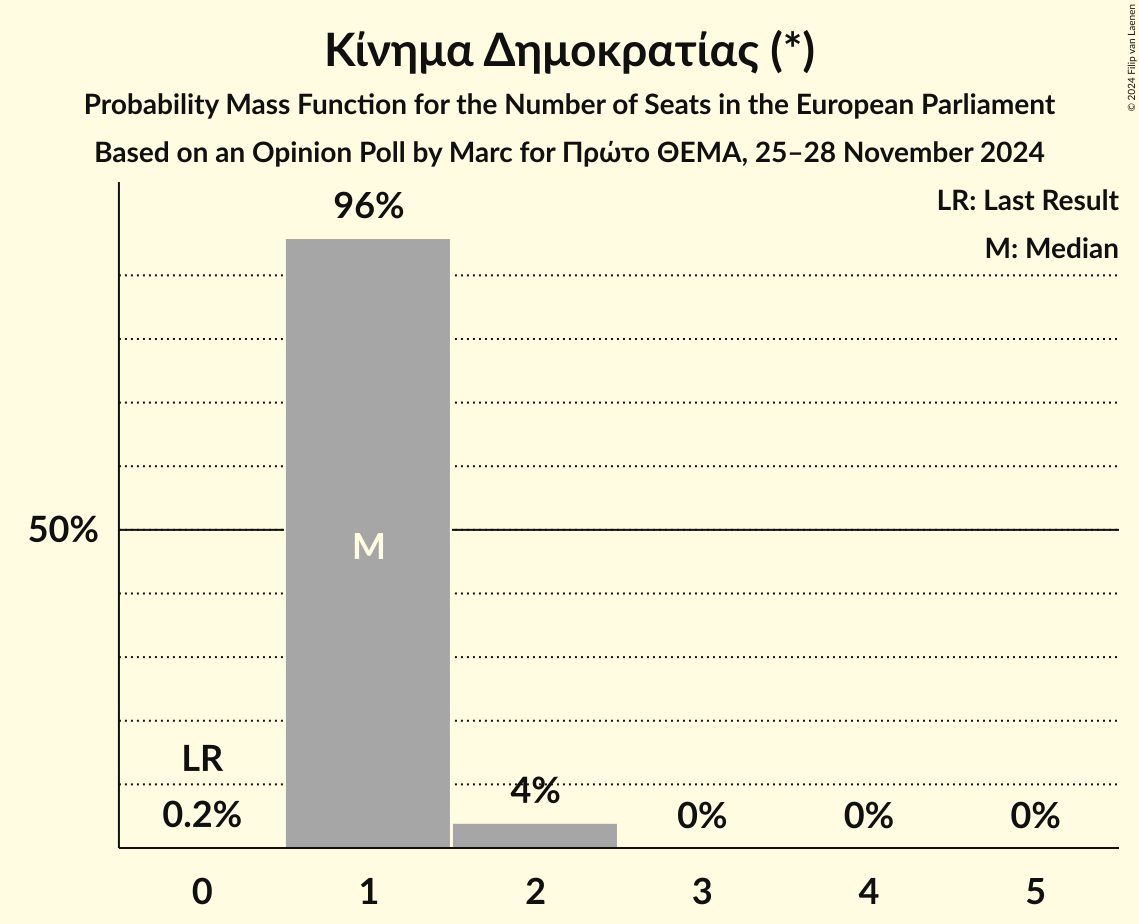 Κίνημα Δημοκρατίας (*)
Probability Mass Function for the Number of Seats in the European Parliament
Based on an Opinion Poll by Marc for Πρώτο ΘΕΜΑ, 25–28 November 2024
© 2024 Filip van Laenen
LR: Last Result
M: Median
96%
50%
M
LR
0.2%
4%
0%
0%
0%
0
1
2
3
4
5